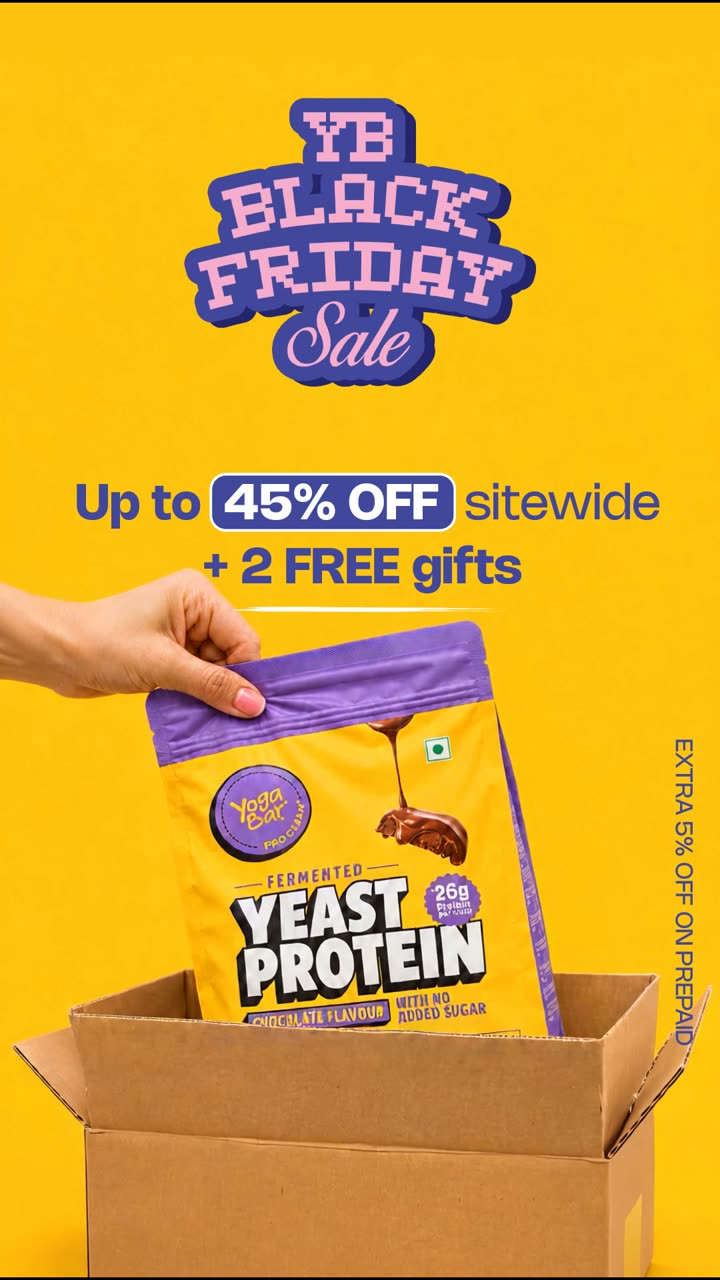 YB
BLACK
FRIDAY
Sale
Up to 45% OFF sitewide
+ 2 FREE gifts
Yoga
Bar.
PRO CLEAN
FERMENTED
YEAST
PROTEIN
26g
Protein
CHOCOLATE FLAVOUR
WITH NO
ADDED SUGAR
EXTRA 5% OFF ON PREPAID